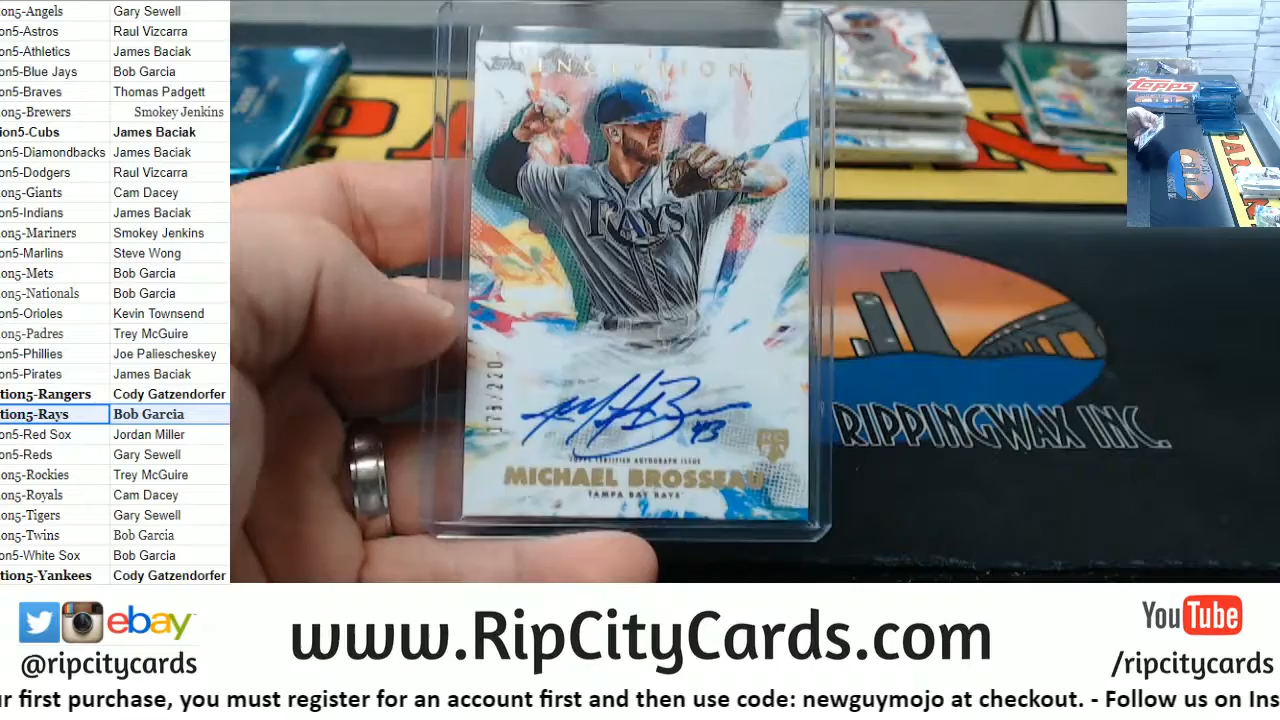 on5-Angels Gary Sewell
on5-Astros Raul Vizcarra
on5-Athletics James Baciak
on5-Blue Jays Bob Garcia
on5-Braves Thomas Padgett
on5-Brewers Smokey Jenkins
ion5-Cubs James Baciak
on5-Diamondbacks James Baciak
on5-Dodgers Raul Vizcarra
on5-Giants Cam Dacey
on5-Indians James Baciak
on5-Mariners Smokey Jenkins
on5-Marlins Steve Wong
on5-Mets Bob Garcia
on5-Nationals Bob Garcia
on5-Orioles Kevin Townsend
on5-Padres Trey McGuire
on5-Phillies Joe Paliescheskey
on5-Pirates James Baciak
tion5-Rangers Cody Gatzendorfer
tion5-Rays Bob Garcia
on5-Red Sox Jordan Miller
on5-Reds Gary Sewell
on5-Rockies Trey McGuire
on5-Royals Cam Dacey
on5-Tigers Gary Sewell
on5-Twins Bob Garcia
on5-White Sox Bob Garcia
tion5-Yankees Cody Gatzendorfer
INCEPTION
RAYS
/220
43
RC
TOPPS CERTIFIED AUTOGRAPH ISSUE
MICHAEL BROSSEAU
TAMPA BAY RAYS
RIPPINGWAX INC.
TOPPS
ebay
@ripcitycards
www.RipCityCards.com
YouTube
/ripcitycards
r first purchase, you must register for an account first and then use code: newguymojo at checkout. - Follow us on Ins